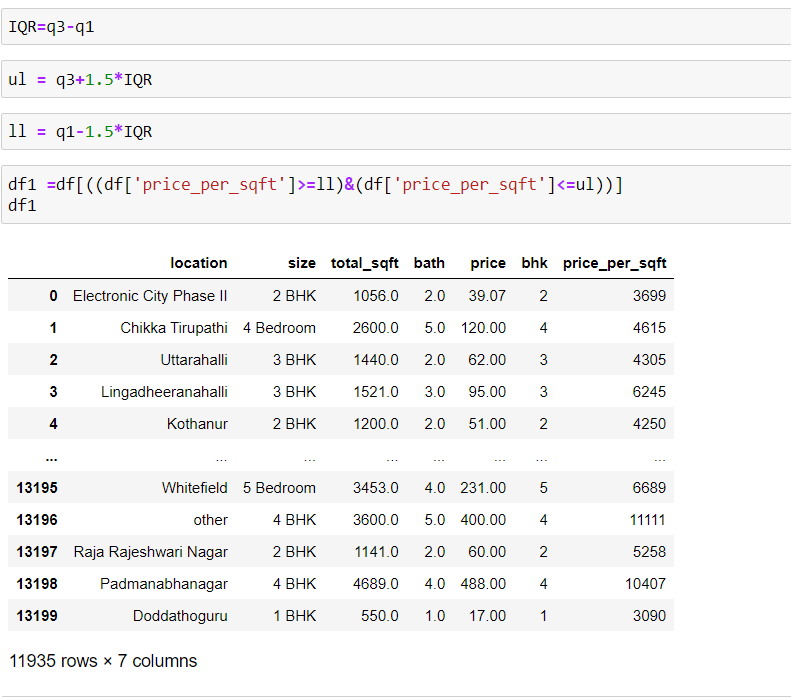 IQR=q3-q1
ul = q3+1.5*IQR
ll = q1-1.5*IQR
df1 =df[((df['price_per_sqft']>=ll)&(df['price_per_sqft']<=ul))]
df1
location size total_sqft bath price bhk price_per_sqft
0 Electronic City Phase II 2 BHK 1056.0 2.0 39.07 2 3699
1 Chikka Tirupathi 4 Bedroom 2600.0 5.0 120.00 4 4615
2 Uttarahalli 3 BHK 1440.0 2.0 62.00 3 4305
3 Lingadheeranahalli 3 BHK 1521.0 3.0 95.00 3 6245
4 Kothanur 2 BHK 1200.0 2.0 51.00 2 4250
... ... ... ... ... ... ... ...
13195 Whitefield 5 Bedroom 3453.0 4.0 231.00 5 6689
13196 other 4 BHK 3600.0 5.0 400.00 4 11111
13197 Raja Rajeshwari Nagar 2 BHK 1141.0 2.0 60.00 2 5258
13198 Padmanabhanagar 4 BHK 4689.0 4.0 488.00 4 10407
13199 Doddathoguru 1 BHK 550.0 1.0 17.00 1 3090
11935 rows × 7 columns